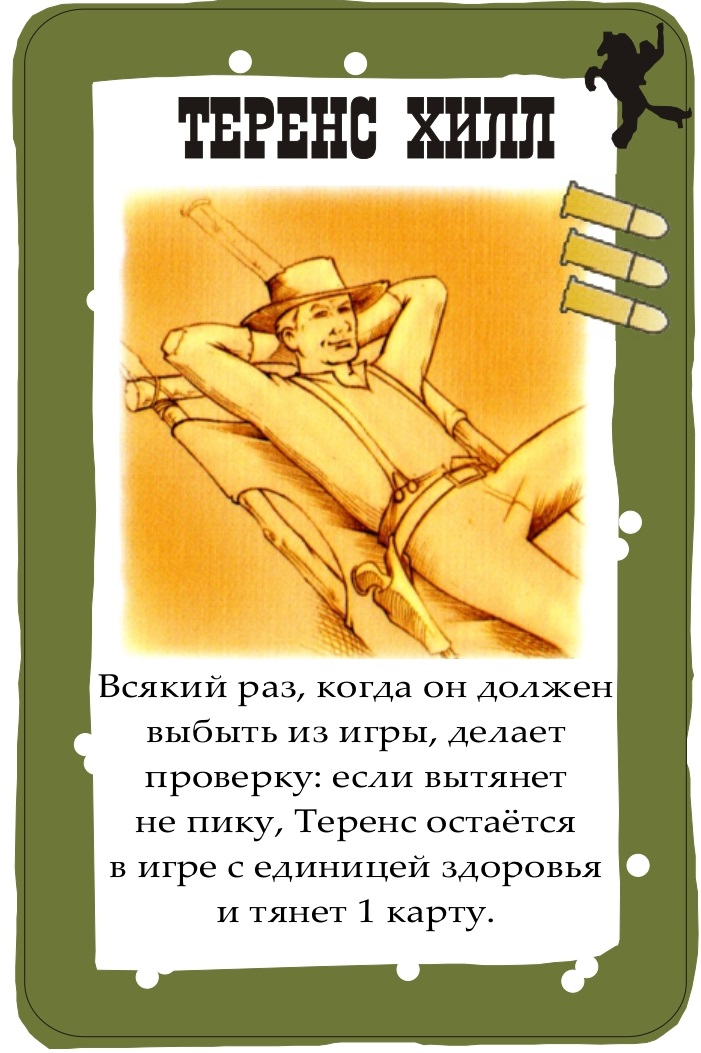 ТЕРЕНС ХИЛЛ
Всякий раз, когда он должен
выбыть из игры, делает
проверку: если вытянет
не пику, Теренс остаётся
в игре с единицей здоровья
и тянет 1 карту.